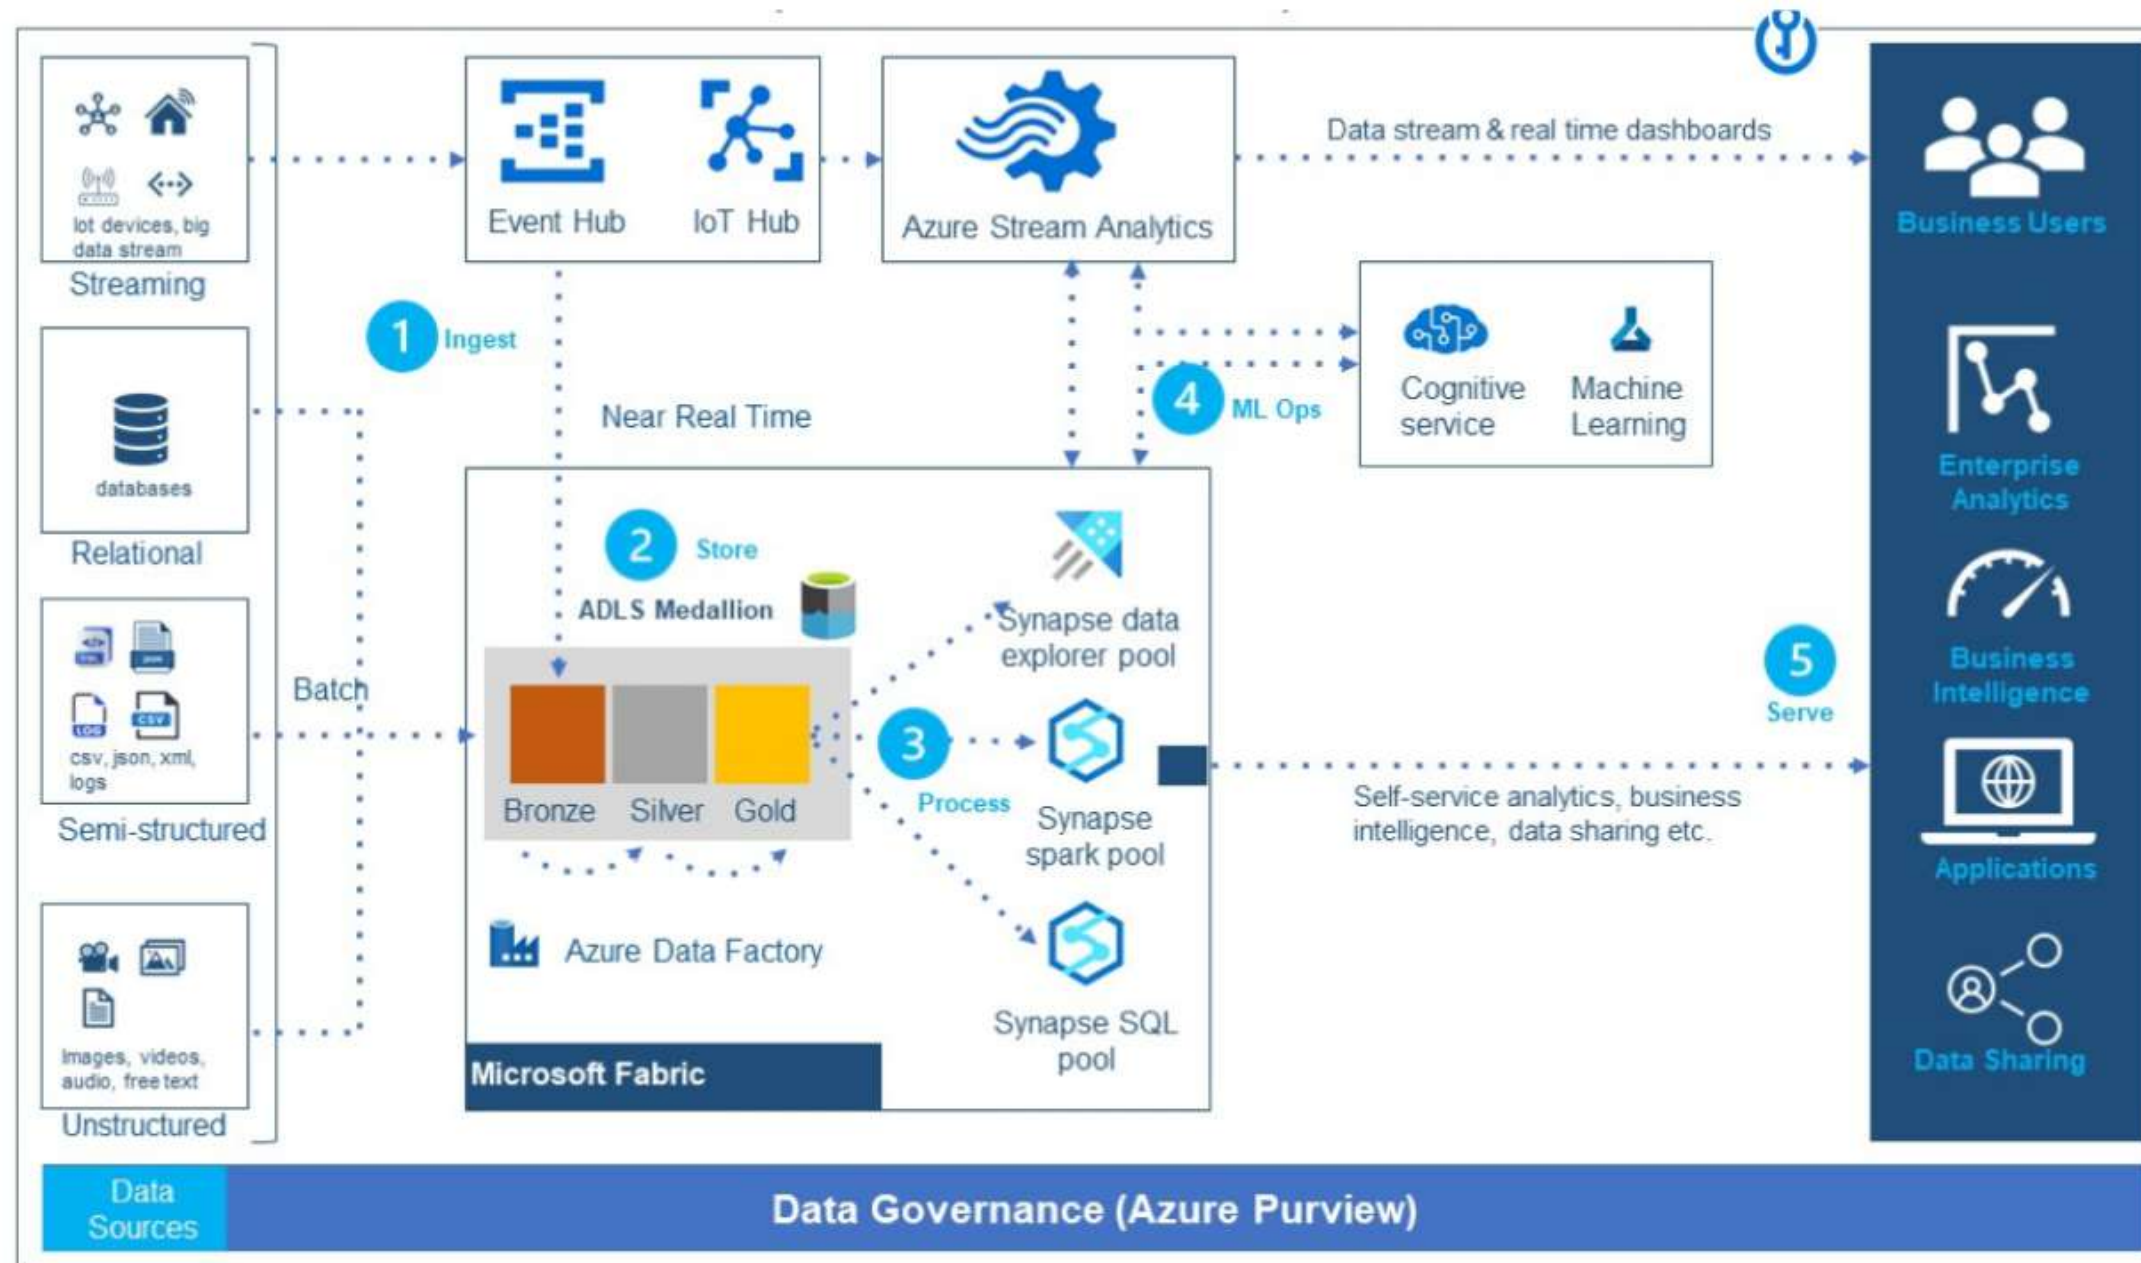 Iot devices, big
data stream
Streaming
databases
Relational
csv, json, xml,
logs
Semi-structured
Images, videos,
audio, free text
Unstructured
LOG
CSV
Batch
1
Ingest
Event Hub
IoT Hub
Azure Stream Analytics
Data stream & real time dashboards
Near Real Time
4
ML Ops
Cognitive
service
Machine
Learning
2
Store
ADLS Medallion
Bronze
Silver
Gold
3
Process
Azure Data Factory
Microsoft Fabric
Synapse data
explorer pool
Synapse
spark pool
Synapse SQL
pool
5
Serve
Self-service analytics, business
intelligence, data sharing etc.
Business Users
Enterprise
Analytics
Business
Intelligence
Applications
Data Sharing
Data
Sources
Data Governance (Azure Purview)